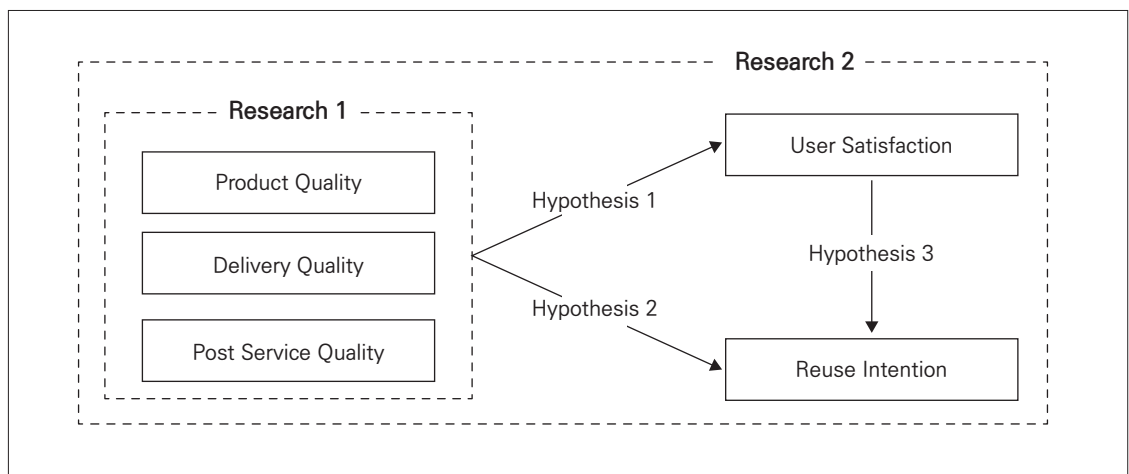 Research 2
Research 1
Product Quality
Delivery Quality
Post Service Quality
Hypothesis 1
Hypothesis 2
User Satisfaction
Hypothesis 3
Reuse Intention